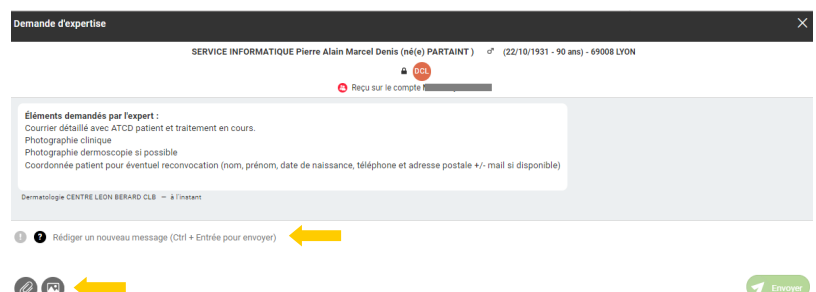 Demande d'expertise
SERVICE INFORMATIQUE Pierre Alain Marcel Denis (né(e) PARTAINT ) ♂ (22/10/1931 - 90 ans) - 69008 LYON
DCL
Reçu sur le compte
Éléments demandés par l'expert :
Courrier détaillé avec ATCD patient et traitement en cours.
Photographie clinique
Photographie dermoscopie si possible
Coordonnée patient pour éventuel reconvocation (nom, prénom, date de naissance, téléphone et adresse postale +/- mail si disponible)
Dermatologie CENTRE LEON BERARD CLB — à l'instant
Rédiger un nouveau message (Ctrl + Entrée pour envoyer)
Envoyer